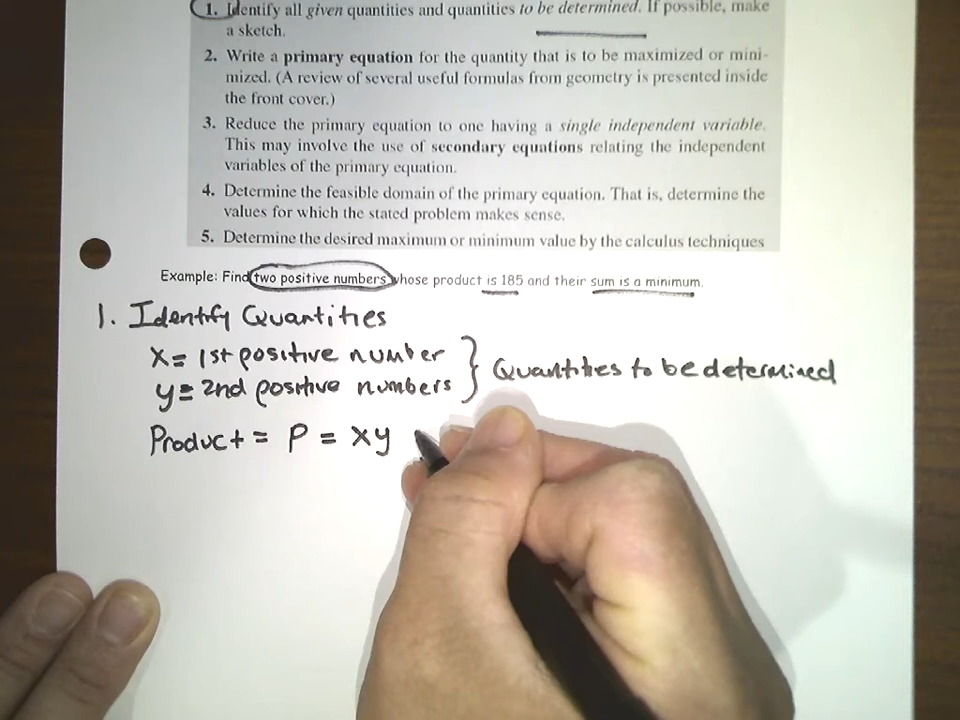 1. Identify all given quantities and quantities to be determined. If possible, make
a sketch.
2. Write a primary equation for the quantity that is to be maximized or mini-
mized. (A review of several useful formulas from geometry is presented inside
the front cover.)
3. Reduce the primary equation to one having a single independent variable.
This may involve the use of secondary equations relating the independent
variables of the primary equation.
4. Determine the feasible domain of the primary equation. That is, determine the
values for which the stated problem makes sense.
5. Determine the desired maximum or minimum value by the calculus techniques
Example: Find two positive numbers whose product is 185 and their sum is a minimum.
1. Identify Quantities
x = 1st positive number
y = 2nd positive numbers } Quantities to be determined
Product = P = xy